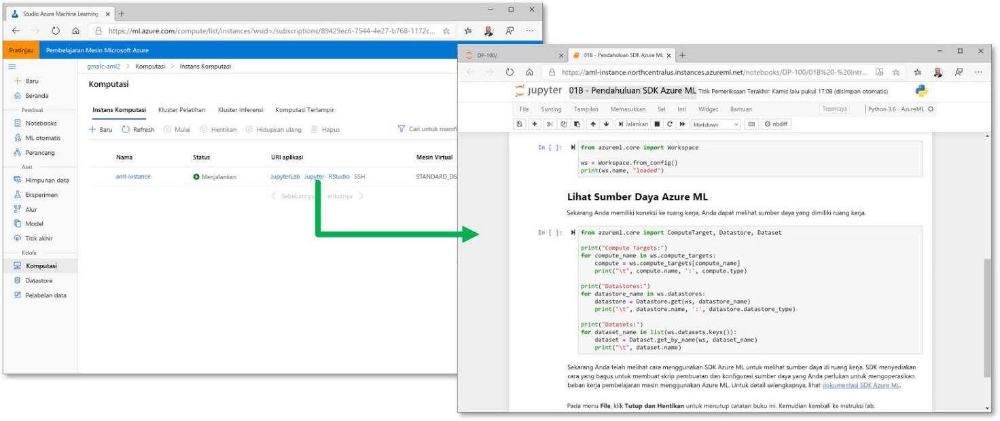 Studio Azure Machine Learning
https://ml.azure.com/compute/list/instances?wsid=/subscriptions/89429ec6-7544-4e27-b768-1172c...
Pratinjau Pembelajaran Mesin Microsoft Azure
gmalc-aml2 > Komputasi > Instans Komputasi
Baru
Beranda
Pembuat
Notebooks
ML otomatis
Perancang
Aset
Himpunan data
Eksperimen
Alur
Model
Titik akhir
Kelola
Komputasi
Datastore
Pelabelan data
Komputasi
Instans Komputasi Kluster Pelatihan Kluster Inferensi Komputasi Terlampir
Baru Refresh Mulai Hentikan Hidupkan ulang Hapus Cari untuk memfi
Nama Status URI aplikasi Mesin Virtual
aml-instance Menjalankan JupyterLab Jupyter RStudio SSH STANDARD_DS
< Sebelumnya erikutnya >
DP-100/ 01B - Pendahuluan SDK Azure ML
https://aml-instance.northcentralus.instances.azureml.net/notebooks/DP-100/01B%20-%20Intr...
jupyter 01B - Pendahuluan SDK Azure ML Titik Pemeriksaan Terakhir: Kamis lalu pukul 17:08 (disimpan otomatis)
File Sunting Tampilan Memasukkan Sel Inti Widget Bantuan Tepercaya Python 3.6 - AzureML
Jalankan Markdown nbdiff
In [ ]: from azureml.core import Workspace
ws = Workspace.from_config()
print(ws.name, "loaded")
Lihat Sumber Daya Azure ML
Sekarang Anda memiliki koneksi ke ruang kerja, Anda dapat melihat sumber daya yang dimiliki ruang kerja.
In [ ]: from azureml.core import ComputeTarget, Datastore, Dataset
print("Compute Targets:")
for compute_name in ws.compute_targets:
compute = ws.compute_targets[compute_name]
print("\t", compute.name, ':', compute.type)
print("Datastores:")
for datastore_name in ws.datastores:
datastore = Datastore.get(ws, datastore_name)
print("\t", datastore.name, ':', datastore.datastore_type)
print("Datasets:")
for dataset_name in list(ws.datasets.keys()):
dataset = Dataset.get_by_name(ws, dataset_name)
print("\t", dataset.name)
Sekarang Anda telah melihat cara menggunakan SDK Azure ML untuk melihat sumber daya di ruang kerja. SDK menyediakan
cara yang bagus untuk membuat skrip pembuatan dan konfigurasi sumber daya yang Anda perlukan untuk mengoperasikan
beban kerja pembelajaran mesin menggunakan Azure ML. Untuk detail selengkapnya, lihat dokumentasi SDK Azure ML.
Pada menu File, klik Tutup dan Hentikan untuk menutup catatan buku ini. Kemudian kembali ke instruksi lab.